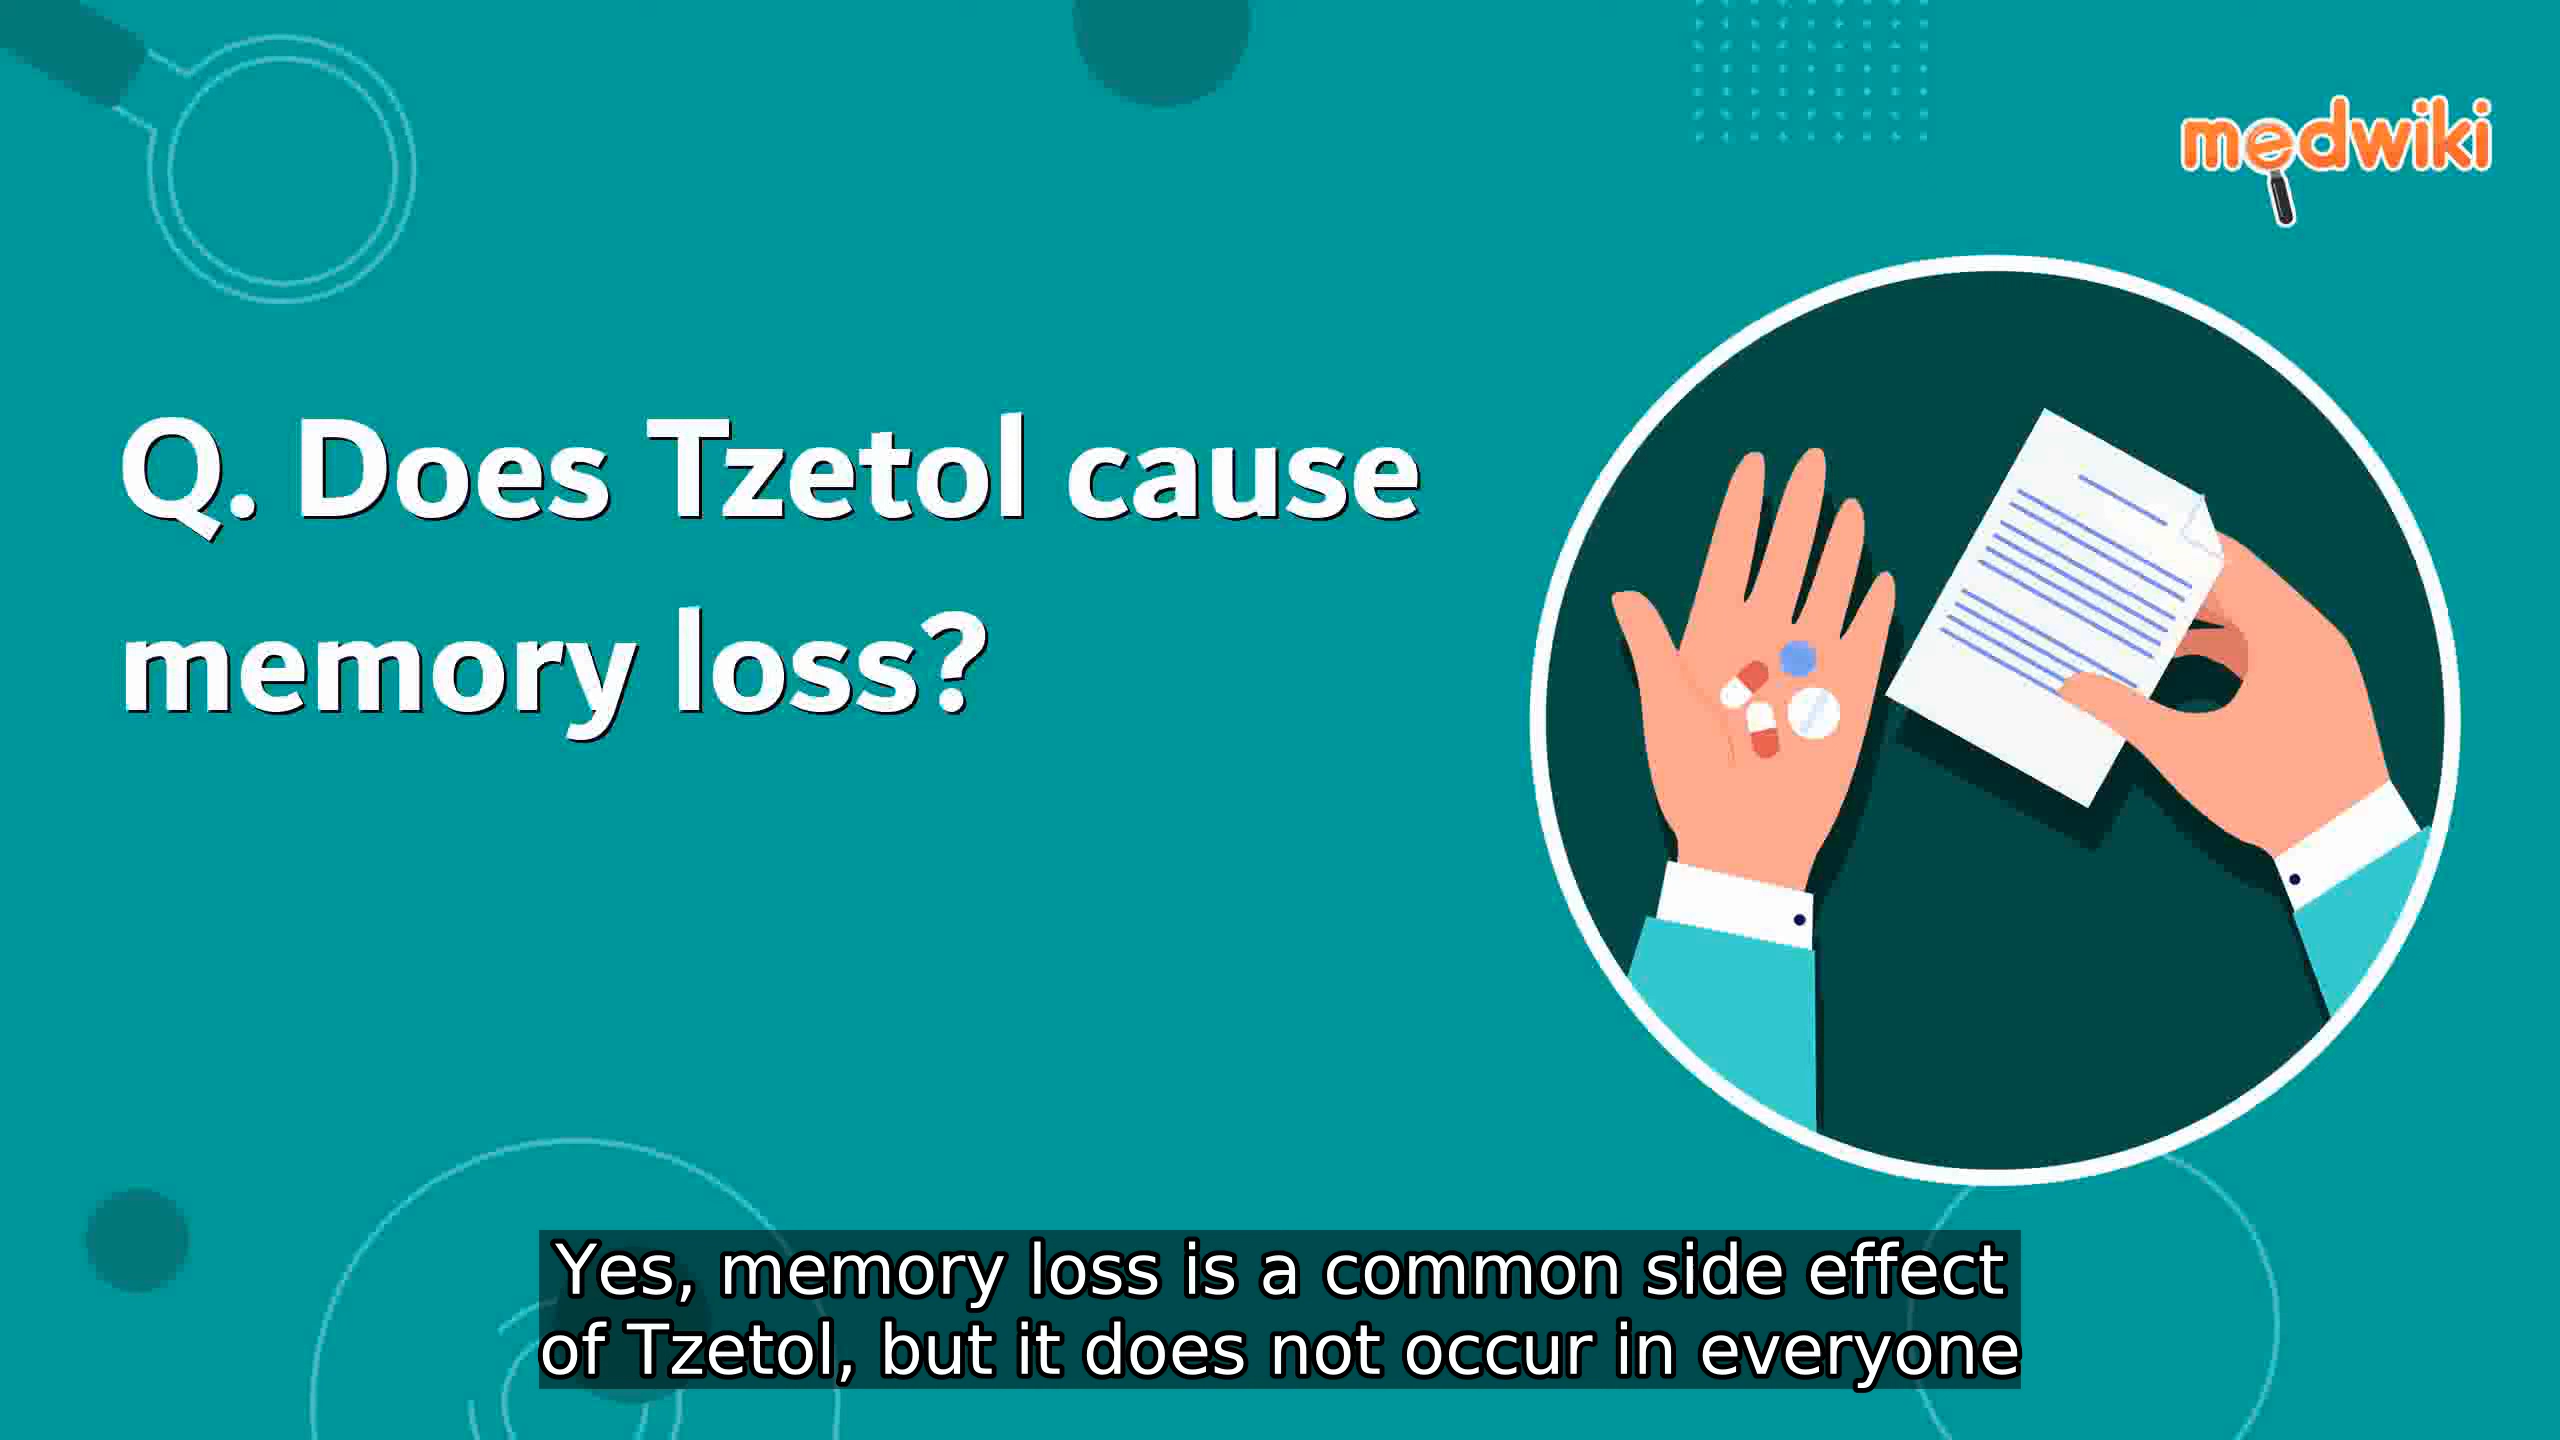 medwiki
Q. Does Tzetol cause
memory loss?
Yes, memory loss is a common side effect
of Tzetol, but it does not occur in everyone